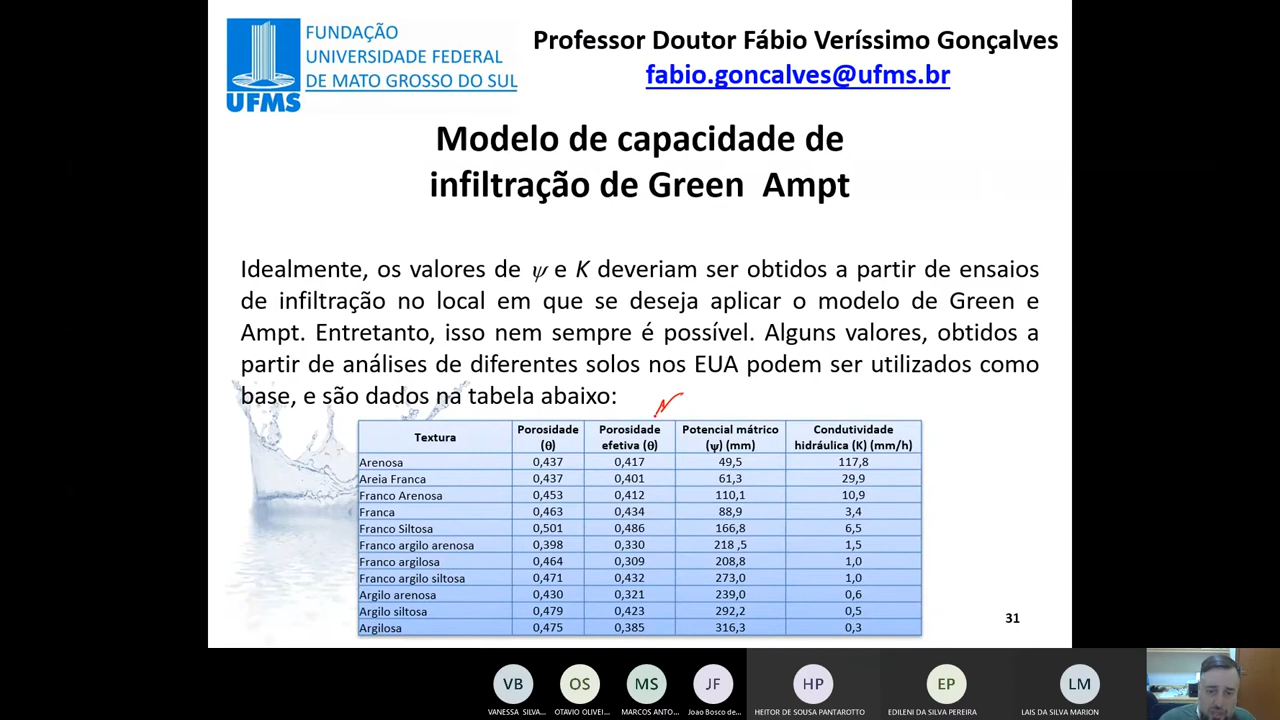 FUNDAÇÃO
UNIVERSIDADE FEDERAL
DE MATO GROSSO DO SUL
UFMS
Professor Doutor Fábio Veríssimo Gonçalves
fabio.goncalves@ufms.br
Modelo de capacidade de
infiltração de Green Ampt
Idealmente, os valores de ψ e K deveriam ser obtidos a partir de ensaios
de infiltração no local em que se deseja aplicar o modelo de Green e
Ampt. Entretanto, isso nem sempre é possível. Alguns valores, obtidos a
partir de análises de diferentes solos nos EUA podem ser utilizados como
base, e são dados na tabela abaixo:
Textura Porosidade (θ) Porosidade efetiva (θ) Potencial mátrico (ψ) (mm) Condutividade hidráulica (K) (mm/h)
Arenosa 0,437 0,417 49,5 117,8
Areia Franca 0,437 0,401 61,3 29,9
Franco Arenosa 0,453 0,412 110,1 10,9
Franca 0,463 0,434 88,9 3,4
Franco Siltosa 0,501 0,486 166,8 6,5
Franco argilo arenosa 0,398 0,330 218 ,5 1,5
Franco argilosa 0,464 0,309 208,8 1,0
Franco argilo siltosa 0,471 0,432 273,0 1,0
Argilo arenosa 0,430 0,321 239,0 0,6
Argilo siltosa 0,479 0,423 292,2 0,5
Argilosa 0,475 0,385 316,3 0,3
31
VB OS MS JF HP EP LM
VANESSA SILVA... OTAVIO OLIVEI... MARCOS ANTO... Joao Bosco de... HEITOR DE SOUSA PANTAROTTO EDILENI DA SILVA PEREIRA LAIS DA SILVA MARION